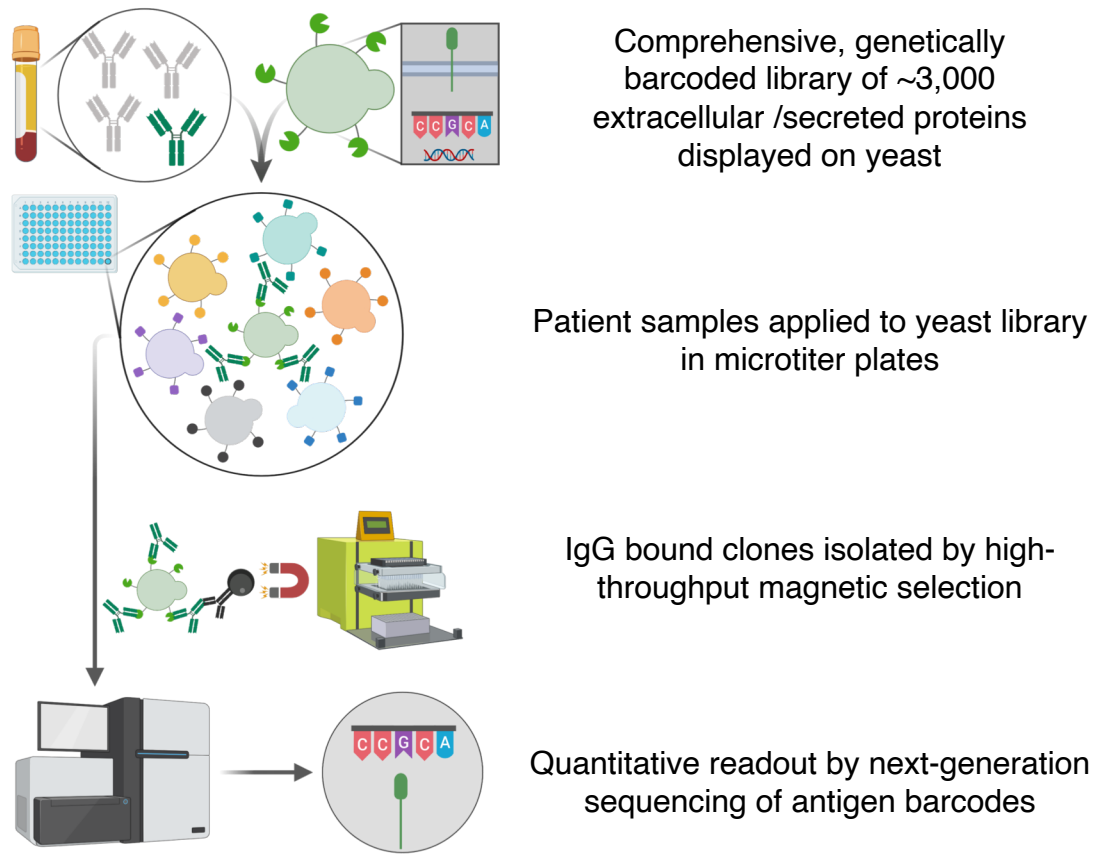 Comprehensive, genetically
barcoded library of ~3,000
extracellular /secreted proteins
displayed on yeast
C C G C A
Patient samples applied to yeast library
in microtiter plates
IgG bound clones isolated by high-
throughput magnetic selection
C C G C A
Quantitative readout by next-generation
sequencing of antigen barcodes